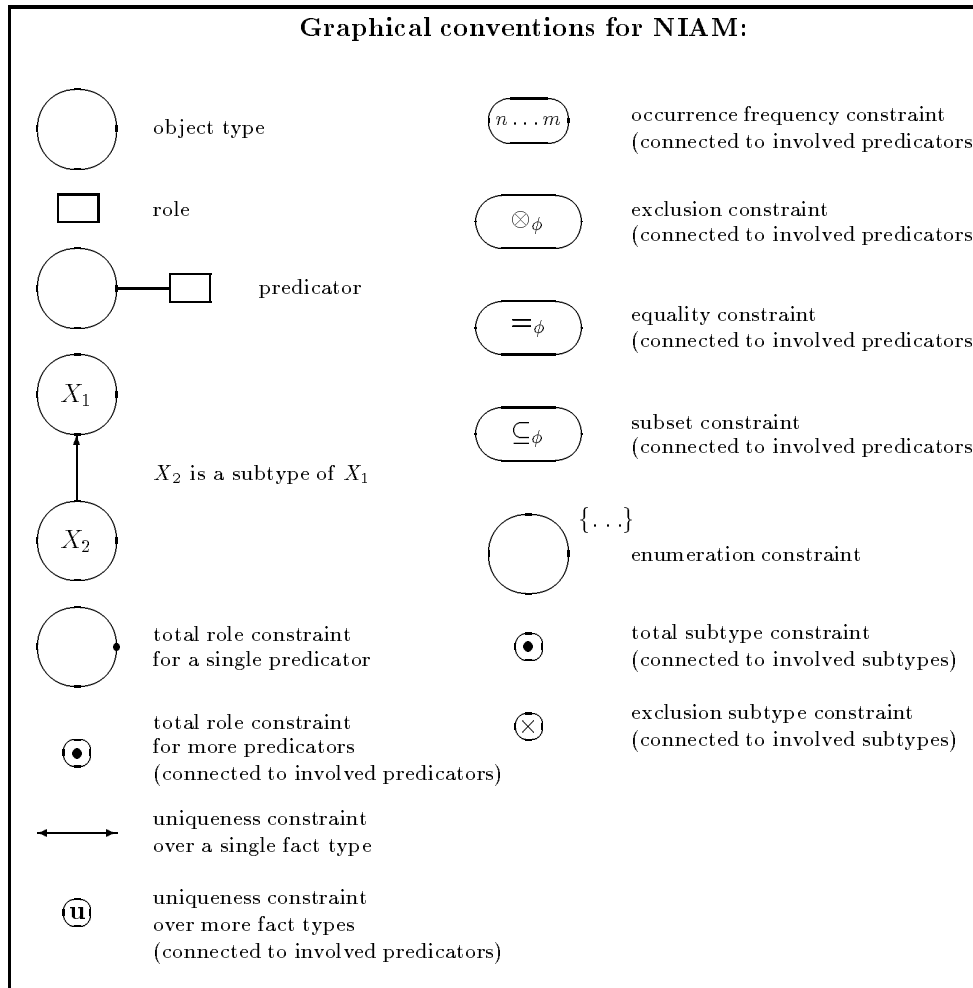 Graphical conventions for NIAM:
object type
role
predicator
X₁
X₂ is a subtype of X₁
X₂
total role constraint
for a single predicator
total role constraint
for more predicators
(connected to involved predicators)
uniqueness constraint
over a single fact type
u
uniqueness constraint
over more fact types
(connected to involved predicators)
n...m
occurrence frequency constraint
(connected to involved predicators
⊗ϕ
exclusion constraint
(connected to involved predicators
=ϕ
equality constraint
(connected to involved predicators
⊆ϕ
subset constraint
(connected to involved predicators
{...}
enumeration constraint
total subtype constraint
(connected to involved subtypes)
×
exclusion subtype constraint
(connected to involved subtypes)